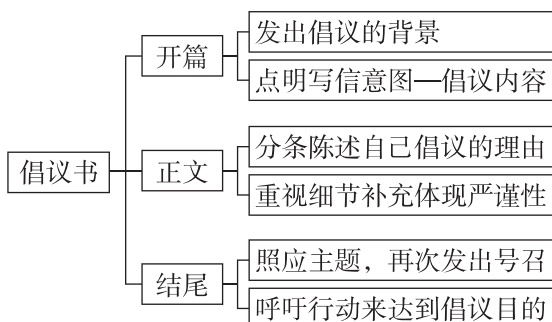 倡议书
开篇
发出倡议的背景
点明写信意图—倡议内容
正文
分条陈述自己倡议的理由
重视细节补充体现严谨性
结尾
照应主题，再次发出号召
呼吁行动来达到倡议目的